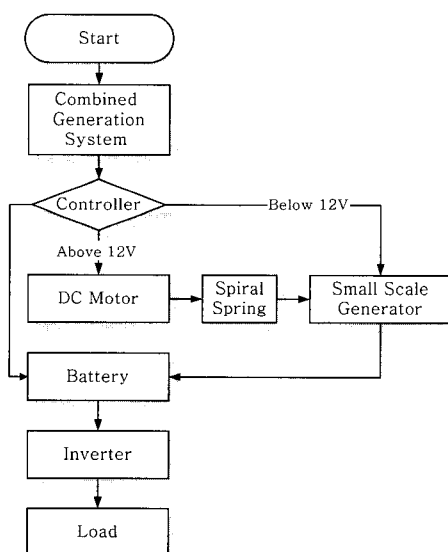 Start
Combined
Generation
System
Controller
Below 12V
Above 12V
DC Motor
Spiral
Spring
Small Scale
Generator
Battery
Inverter
Load